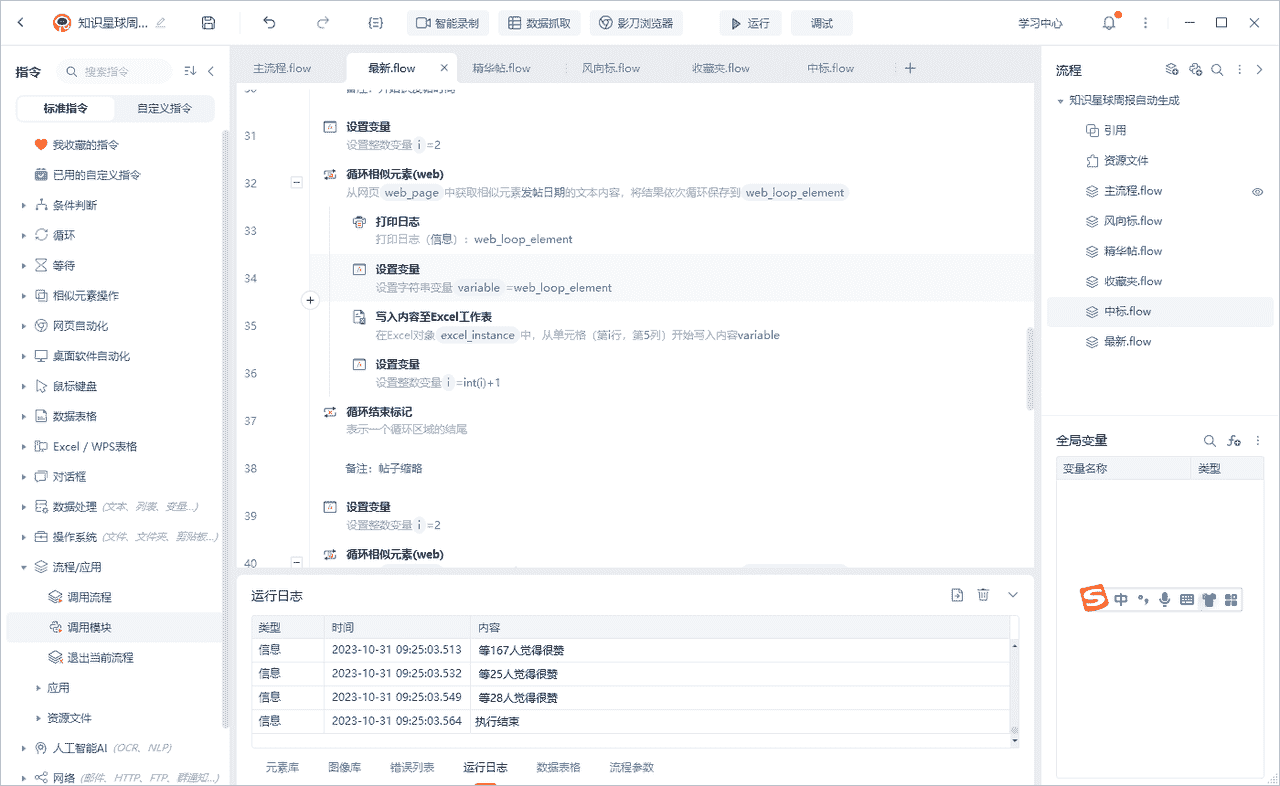 知识星球周...
智能录制
数据抓取
影刀浏览器
运行
调试
学习中心
指令
搜索指令
标准指令
自定义指令
我收藏的指令
已用的自定义指令
条件判断
循环
等待
相似元素操作
网页自动化
桌面软件自动化
鼠标键盘
数据表格
Excel / WPS表格
对话框
数据处理 (文本、列表、变量...)
操作系统 (文件、文件夹、剪贴板...)
流程/应用
调用流程
调用模块
退出当前流程
应用
资源文件
人工智能AI (OCR、NLP)
网络 (邮件、HTTP、FTP、群通知...)
主流程.flow
最新.flow
精华帖.flow
风向标.flow
收藏夹.flow
中标.flow
30
31
设置变量
设置整数变量 i =2
32
循环相似元素(web)
从网页 web_page 中获取相似元素发帖日期的文本内容，将结果依次循环保存到 web_loop_element
33
打印日志
打印日志（信息）：web_loop_element
34
设置变量
设置字符串变量 variable =web_loop_element
35
写入内容至Excel工作表
在Excel对象 excel_instance 中，从单元格（第i行，第5列）开始写入内容variable
36
设置变量
设置整数变量 i =int(i)+1
37
循环结束标记
表示一个循环区域的结尾
38
备注：帖子缩略
39
设置变量
设置整数变量 i =2
40
循环相似元素(web)
运行日志
类型 时间 内容
信息 2023-10-31 09:25:03.513 等167人觉得很赞
信息 2023-10-31 09:25:03.532 等25人觉得很赞
信息 2023-10-31 09:25:03.549 等28人觉得很赞
信息 2023-10-31 09:25:03.564 执行结束
元素库
图像库
错误列表
运行日志
数据表格
流程参数
流程
知识星球周报自动生成
引用
资源文件
主流程.flow
风向标.flow
精华帖.flow
收藏夹.flow
中标.flow
最新.flow
全局变量
变量名称 类型
S 中